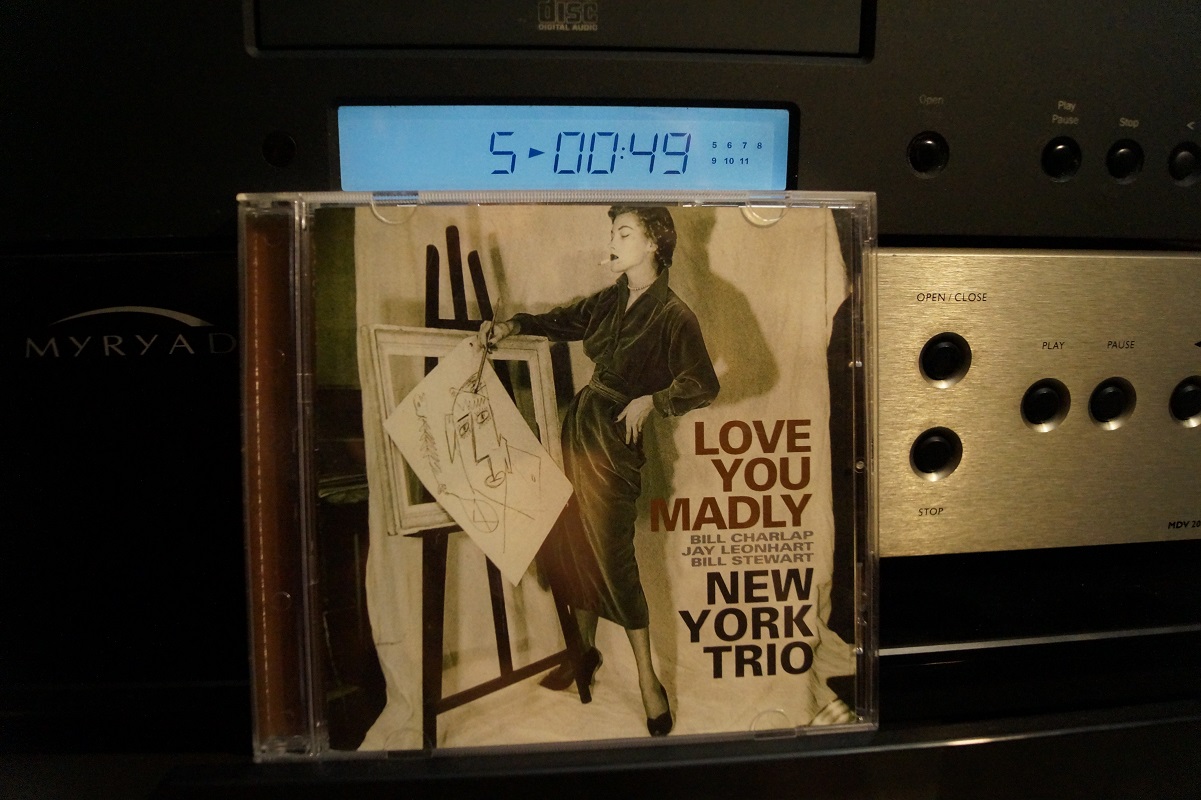 disc
DIGITAL AUDIO
Open
Play
Pause
Stop
5 ►00:49
5 6 7 8
9 10 11
MYRYAD
OPEN / CLOSE
PLAY
PAUSE
STOP
LOVE
YOU
MADLY
BILL CHARLAP
JAY LEONHART
BILL STEWART
NEW
YORK
TRIO